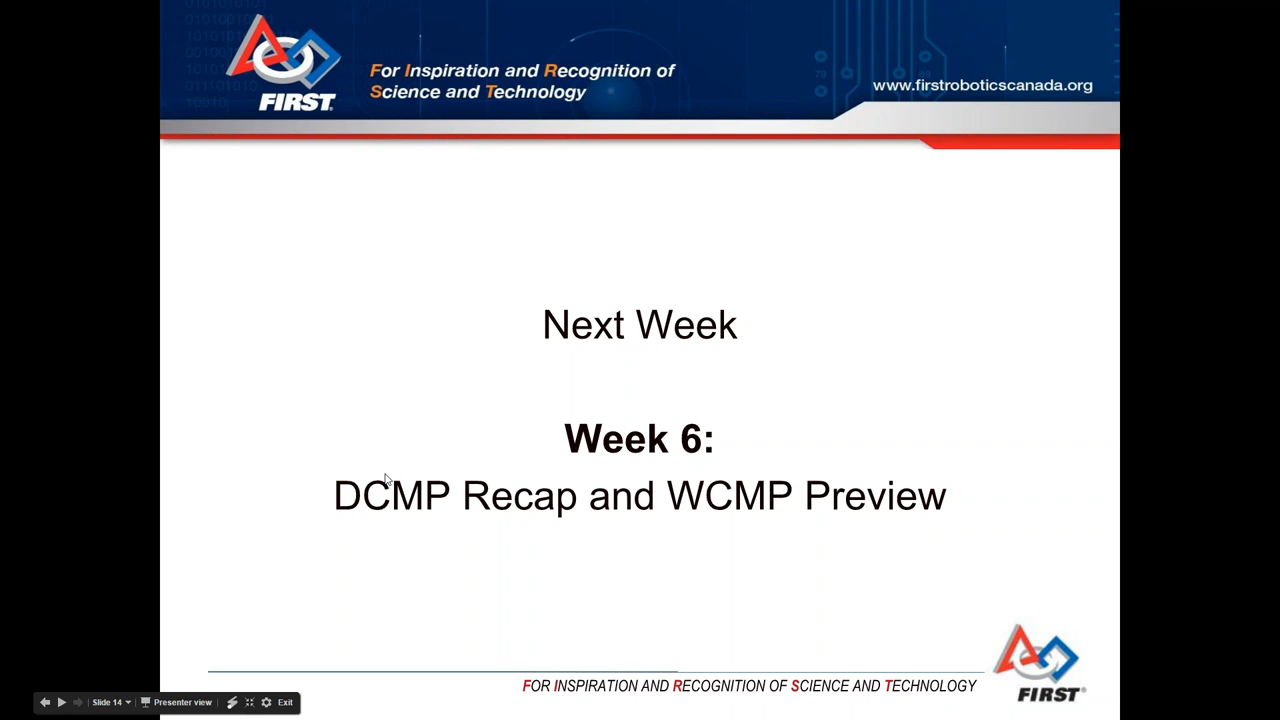 FIRST
For Inspiration and Recognition of
Science and Technology
www.firstroboticscanada.org
Next Week
Week 6:
DCMP Recap and WCMP Preview
FOR INSPIRATION AND RECOGNITION OF SCIENCE AND TECHNOLOGY
FIRST
Slide 14 Presenter view Exit